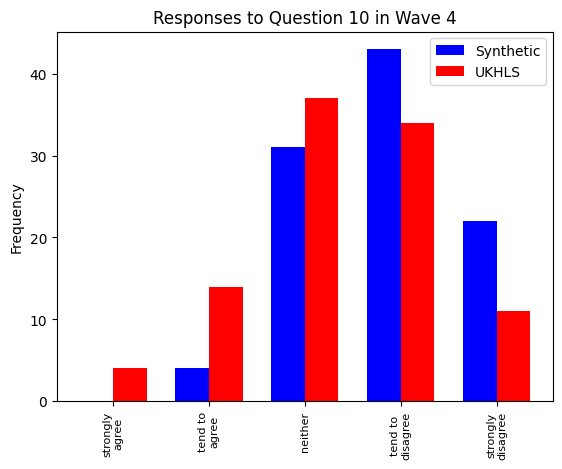 Responses to Question 10 in Wave 4
Synthetic
UKHLS
Frequency
40
30
20
10
0
strongly
agree
tend to
agree
neither
tend to
disagree
strongly
disagree